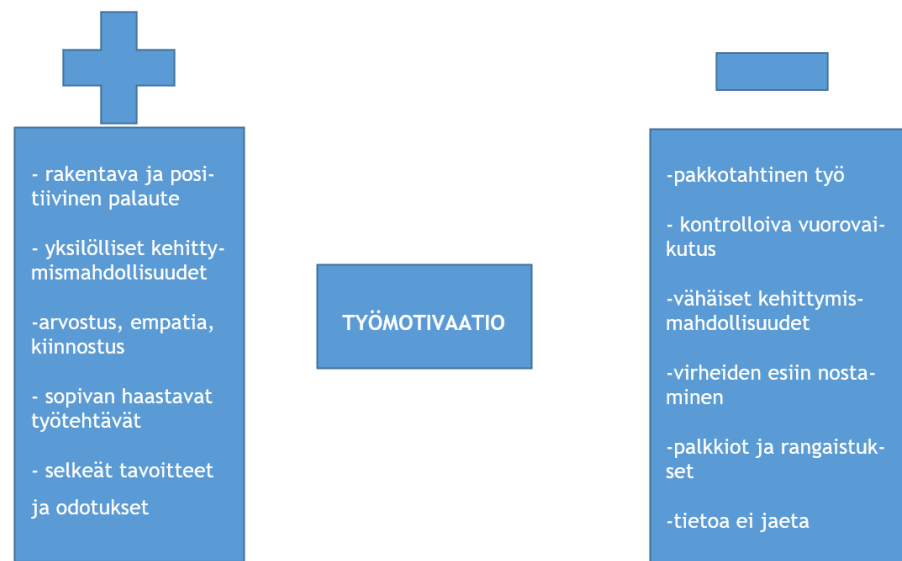 - rakentava ja posi-
tiivinen palaute
- yksilölliset kehitty-
mismahdollisuudet
-arvostus, empatia,
kiinnostus
- sopivan haastavat
työtehtävät
- selkeät tavoitteet
ja odotukset
TYÖMOTIVAATIO
-pakkotahtinen työ
- kontrolloiva vuorovai-
kutus
-vähäiset kehittymis-
mahdollisuudet
-virheiden esiin nosta-
minen
-palkkiot ja rangaistuk-
set
-tietoa ei jaeta